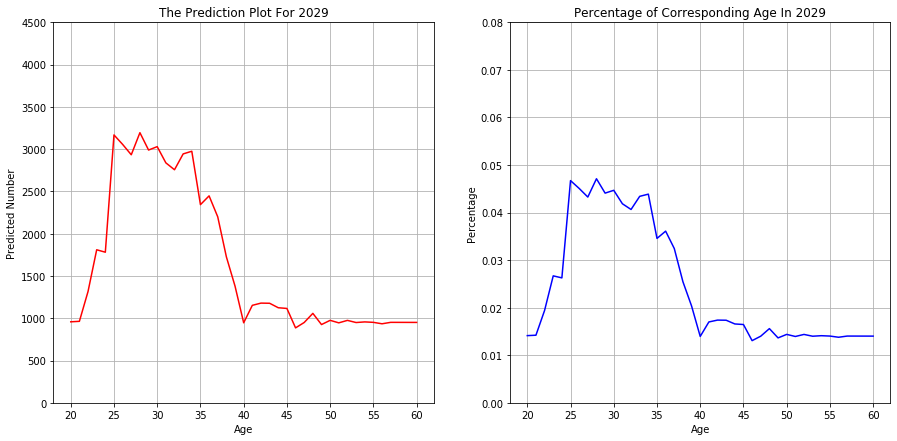 The Prediction Plot For 2029
4500
4000
3500
3000
2500
2000
1500
1000
500
0
Predicted Number
20 25 30 35 40 45 50 55 60
Age
Percentage of Corresponding Age In 2029
0.08
0.07
0.06
0.05
0.04
0.03
0.02
0.01
0.00
Percentage
20 25 30 35 40 45 50 55 60
Age